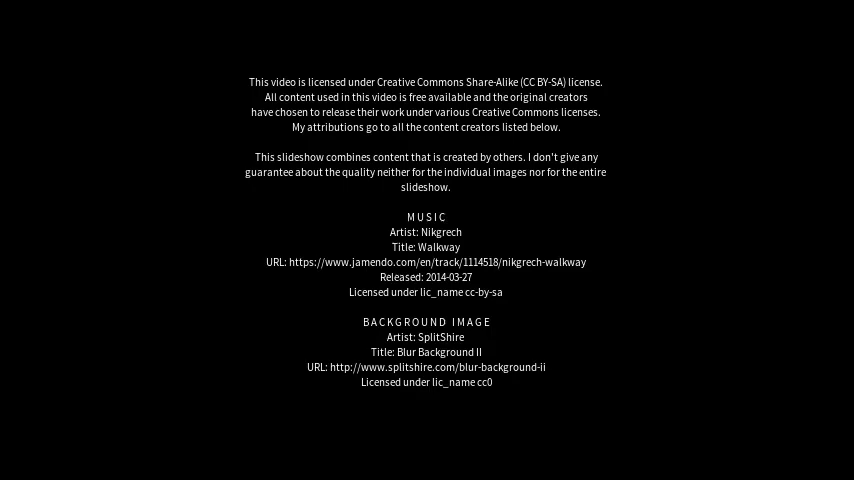 This video is licensed under Creative Commons Share-Alike (CC BY-SA) license.
All content used in this video is free available and the original creators
have chosen to release their work under various Creative Commons licenses.
My attributions go to all the content creators listed below.
This slideshow combines content that is created by others. I don't give any
guarantee about the quality neither for the individual images nor for the entire
slideshow.
MUSIC
Artist: Nikgrech
Title: Walkway
URL: https://www.jamendo.com/en/track/1114518/nikgrech-walkway
Released: 2014-03-27
Licensed under lic_name cc-by-sa
BACKGROUND IMAGE
Artist: SplitShire
Title: Blur Background II
URL: http://www.splitshire.com/blur-background-ii
Licensed under lic_name cc0